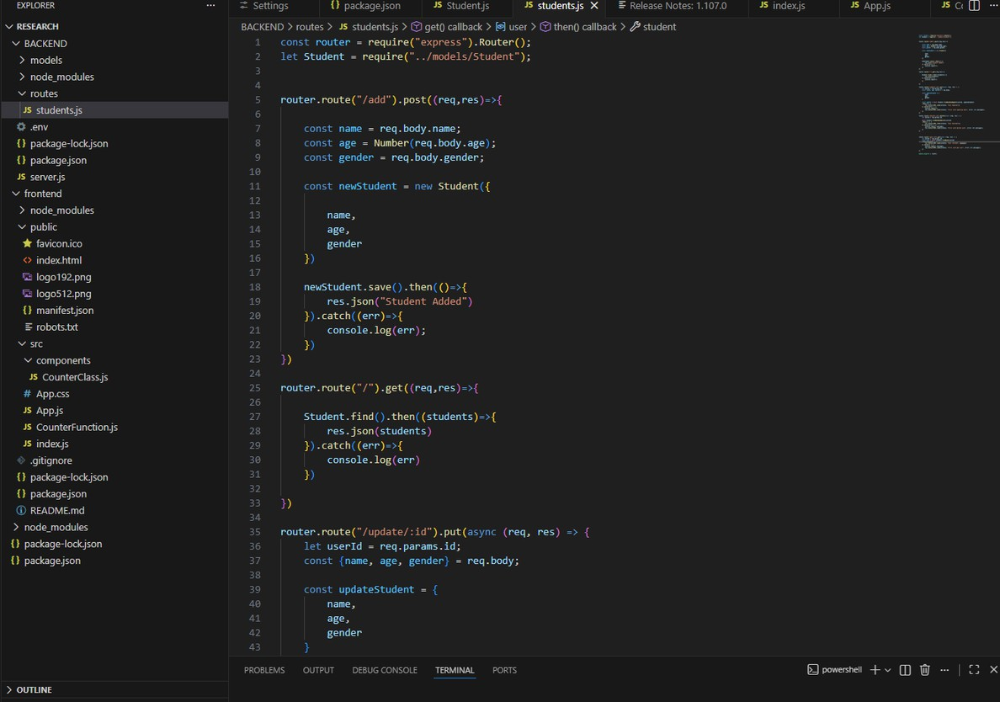 EXPLORER
RESEARCH
BACKEND
models
node_modules
routes
JS students.js
.env
{} package-lock.json
{} package.json
JS server.js
frontend
node_modules
public
favicon.ico
<> index.html
logo192.png
logo512.png
{} manifest.json
robots.txt
src
components
JS CounterClass.js
# App.css
JS App.js
JS CounterFunction.js
JS index.js
.gitignore
{} package-lock.json
{} package.json
README.md
node_modules
{} package-lock.json
{} package.json
OUTLINE
Settings {} package.json JS Student.js JS students.js Release Notes: 1.107.0 JS index.js JS App.js JS
BACKEND > routes > JS students.js > get() callback > user > then() callback > student
1 const router = require("express").Router();
2 let Student = require("../models/Student");
3
4
5 router.route("/add").post((req,res)=>{
6
7 const name = req.body.name;
8 const age = Number(req.body.age);
9 const gender = req.body.gender;
10
11 const newStudent = new Student({
12
13 name,
14 age,
15 gender
16 })
17
18 newStudent.save().then(()=>{
19 res.json("Student Added")
20 }).catch((err)=>{
21 console.log(err);
22 })
23 })
24
25 router.route("/").get((req,res)=>{
26
27 Student.find().then((students)=>{
28 res.json(students)
29 }).catch((err)=>{
30 console.log(err)
31 })
32
33 })
34
35 router.route("/update/:id").put(async (req, res) => {
36 let userId = req.params.id;
37 const {name, age, gender} = req.body;
38
39 const updateStudent = {
40 name,
41 age,
42 gender
43 }
PROBLEMS OUTPUT DEBUG CONSOLE TERMINAL PORTS powershell